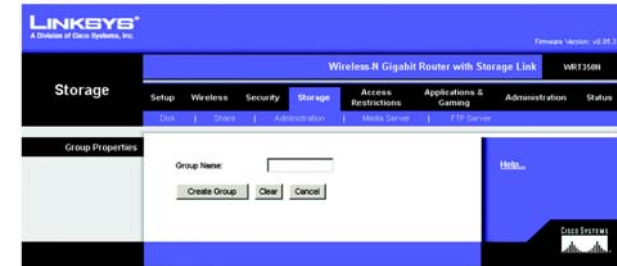 LINKSYS®
A Division of Cisco Systems, Inc.
Firmware Version: v0.95.3
Wireless-N Gigabit Router with Storage Link WRT350N
Storage
Setup Wireless Security Storage Access Restrictions Applications & Gaming Administration Status
Disk | Share | Administration | Media Server | FTP Server
Group Properties
Group Name:
Help...
Create Group Clear Cancel
CISCO SYSTEMS